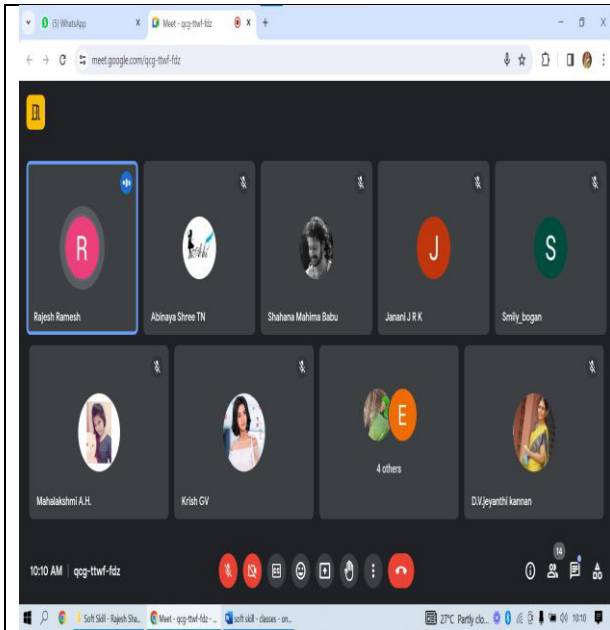 (5) WhatsApp
Meet - qcg-ttwf-fdz
meet.google.com/qcg-ttwf-fdz
R
Rajesh Ramesh
Abi
Abinaya Shree TN
Shahana Mahima Babu
J
Janani J R K
S
Smily_bogan
Mahalakshmi A.H.
Krish GV
E
4 others
D.V.jeyanthi kannan
10:10 AM | qcg-ttwf-fdz
14
Soft Skill - Rajesh Sha...
Meet - qcg-ttwf-fdz - ...
soft skill - classes - on...
27°C Partly clo...
10:10